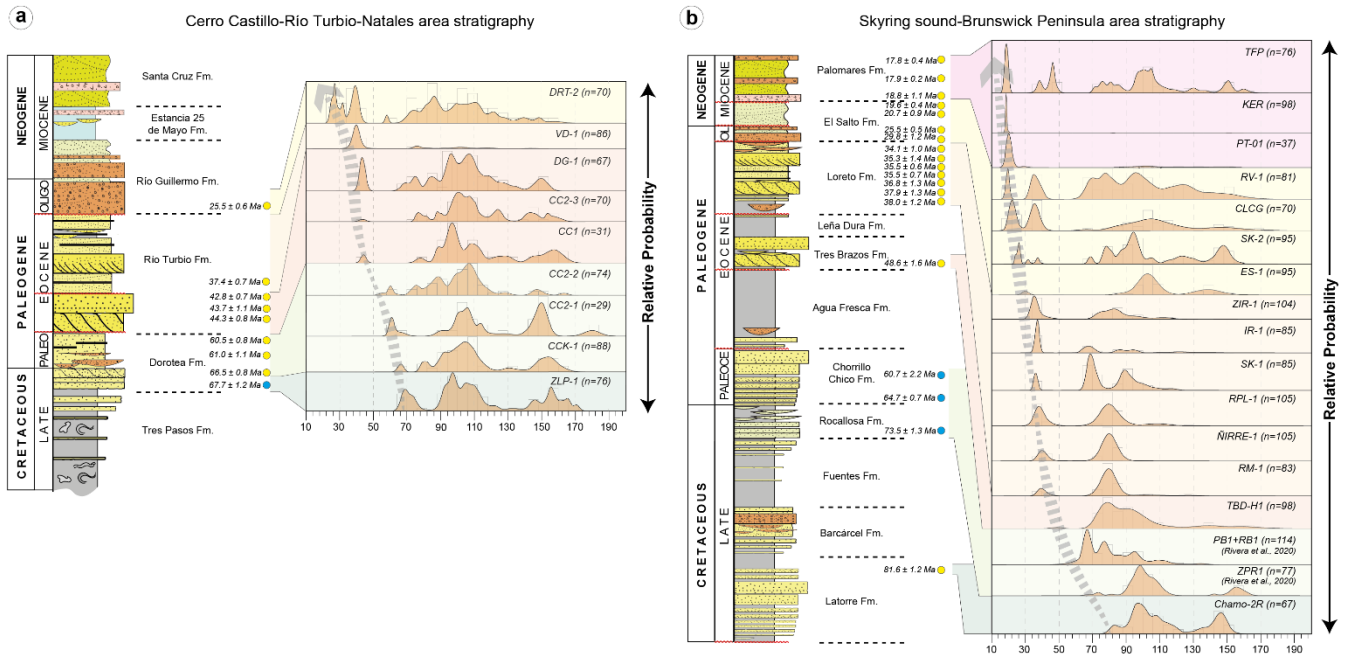 a
Cerro Castillo-Río Turbio-Natales area stratigraphy
NEOGENE
MIOCENE
PALEOGENE
OLIGO
EOCENE
PALEO
CRETACEOUS
LATE
Santa Cruz Fm.
Estancia 25
de Mayo Fm.
Río Guillermo Fm.
Río Turbio Fm.
Dorotea Fm.
Tres Pasos Fm.
25.5 ± 0.6 Ma
37.4 ± 0.7 Ma
42.8 ± 0.7 Ma
43.7 ± 1.1 Ma
44.3 ± 0.8 Ma
60.5 ± 0.8 Ma
61.0 ± 1.1 Ma
66.5 ± 0.8 Ma
67.7 ± 1.2 Ma
DRT-2 (n=70)
VD-1 (n=86)
DG-1 (n=67)
CC2-3 (n=70)
CC1 (n=31)
CC2-2 (n=74)
CC2-1 (n=29)
CCK-1 (n=88)
ZLP-1 (n=76)
10 30 50 70 90 110 130 150 170 190
Relative Probability
b
Skyring sound-Brunswick Peninsula area stratigraphy
NEOGENE
MIOCENE
PALEOGENE
OLI
EOCENE
PALEOCE
CRETACEOUS
LATE
Palomares Fm.
El Salto Fm.
Loreto Fm.
Leña Dura Fm.
Tres Brazos Fm.
Agua Fresca Fm.
Chorrillo
Chico Fm.
Rocallosa Fm.
Fuentes Fm.
Barcárcel Fm.
Latorre Fm.
17.8 ± 0.4 Ma
17.9 ± 0.2 Ma
18.8 ± 1.1 Ma
19.6 ± 0.4 Ma
20.7 ± 0.9 Ma
25.5 ± 0.5 Ma
29.8 ± 1.2 Ma
34.1 ± 1.0 Ma
35.3 ± 1.4 Ma
35.5 ± 0.6 Ma
35.5 ± 0.7 Ma
36.8 ± 1.3 Ma
37.9 ± 1.3 Ma
38.0 ± 1.2 Ma
48.6 ± 1.6 Ma
60.7 ± 2.2 Ma
64.7 ± 0.7 Ma
73.5 ± 1.3 Ma
81.6 ± 1.2 Ma
TFP (n=76)
KER (n=98)
PT-01 (n=37)
RV-1 (n=81)
CLCG (n=70)
SK-2 (n=95)
ES-1 (n=95)
ZIR-1 (n=104)
IR-1 (n=85)
SK-1 (n=85)
RPL-1 (n=105)
ÑIRRE-1 (n=105)
RM-1 (n=83)
TBD-H1 (n=98)
PB1+RB1 (n=114)
(Rivera et al., 2020)
ZPR1 (n=77)
(Rivera et al., 2020)
Chamo-2R (n=67)
10 30 50 70 90 110 130 150 170 190
Relative Probability